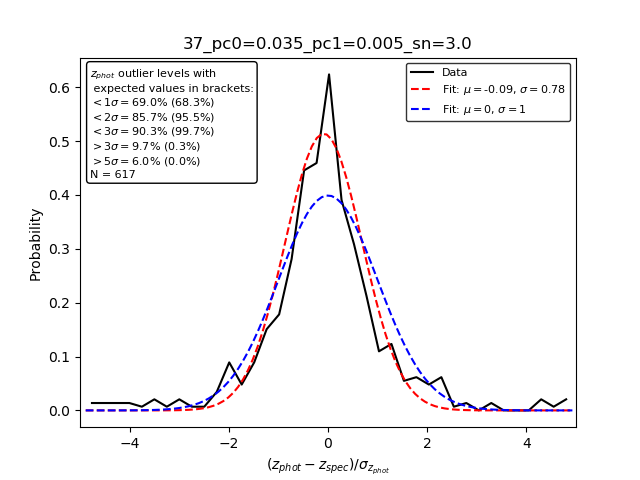 37_pc0=0.035_pc1=0.005_sn=3.0
z_phot outlier levels with
expected values in brackets:
<1σ=69.0% (68.3%)
<2σ=85.7% (95.5%)
<3σ=90.3% (99.7%)
>3σ=9.7% (0.3%)
>5σ=6.0% (0.0%)
N = 617
Data
Fit: μ=-0.09, σ=0.78
Fit: μ=0, σ=1
Probability
0.6
0.5
0.4
0.3
0.2
0.1
0.0
−4 −2 0 2 4
(z_phot − z_spec)/σ_z_phot